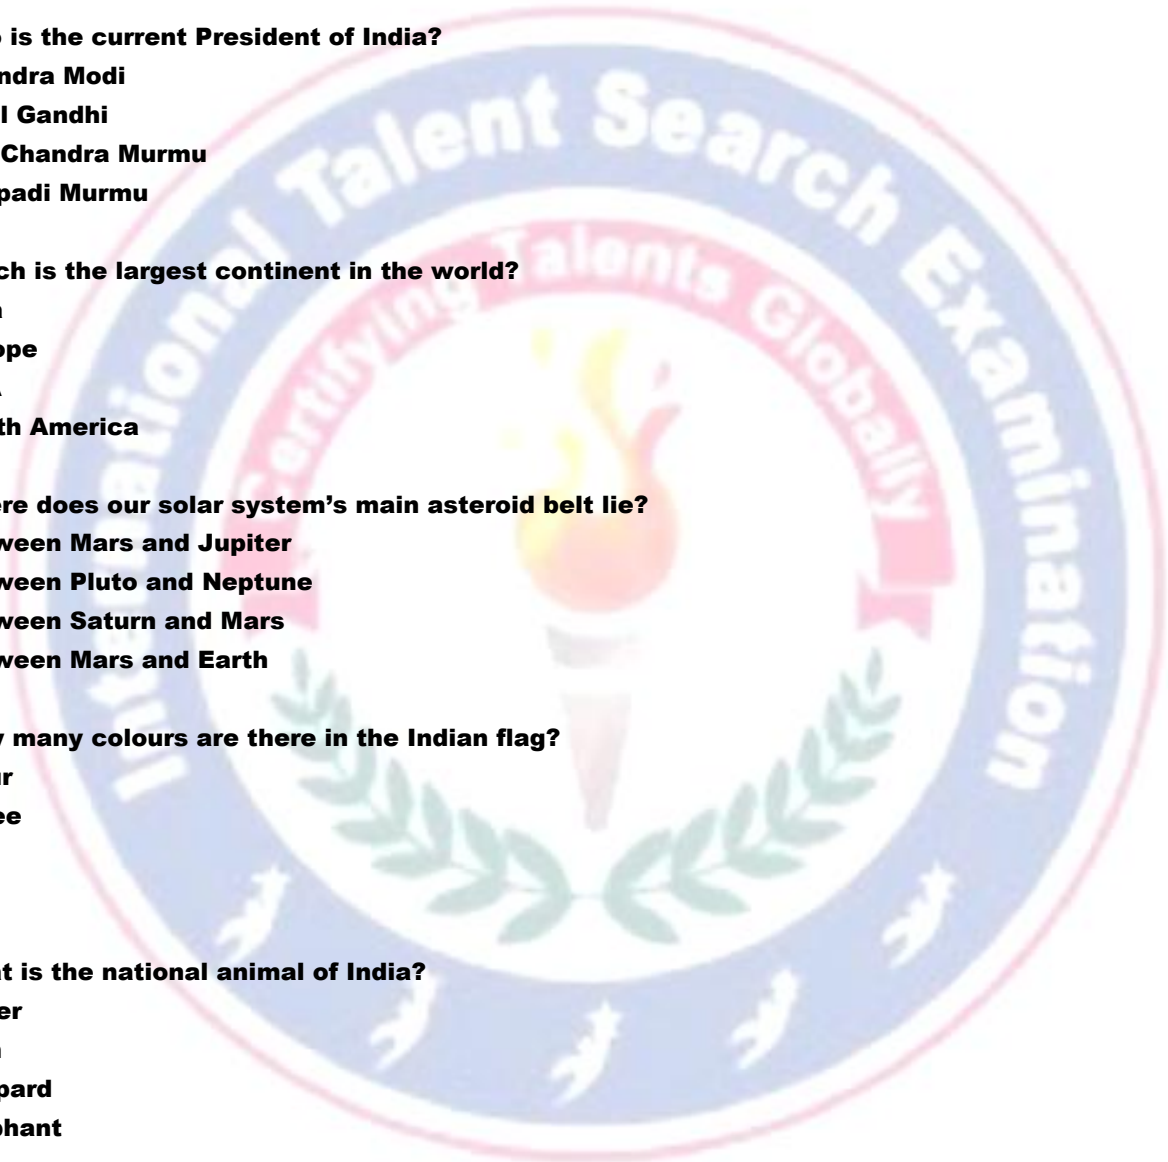 is the current President of India?
ndra Modi
l Gandhi
Chandra Murmu
padi Murmu
ch is the largest continent in the world?
ope
th America
ere does our solar system’s main asteroid belt lie?
ween Mars and Jupiter
ween Pluto and Neptune
ween Saturn and Mars
ween Mars and Earth
many colours are there in the Indian flag?
ur
ee
at is the national animal of India?
er
pard
phant
International Talent Search Examination
Certifying Talents Globally